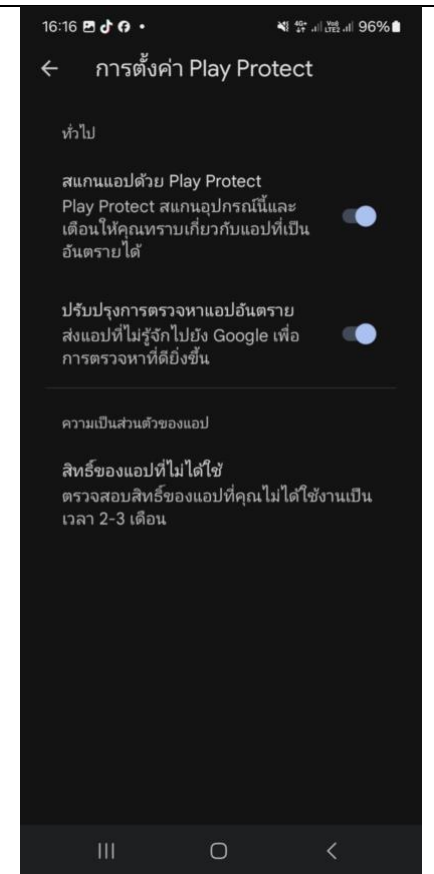 16:16 96%
การตั้งค่า Play Protect
ทั่วไป
สแกนแอปด้วย Play Protect
Play Protect สแกนอุปกรณ์นี้และ
เตือนให้คุณทราบเกี่ยวกับแอปที่เป็น
อันตรายได้
ปรับปรุงการตรวจหาแอปอันตราย
ส่งแอปที่ไม่รู้จักไปยัง Google เพื่อ
การตรวจหาที่ดียิ่งขึ้น
ความเป็นส่วนตัวของแอป
สิทธิ์ของแอปที่ไม่ได้ใช้
ตรวจสอบสิทธิ์ของแอปที่คุณไม่ได้ใช้งานเป็น
เวลา 2-3 เดือน